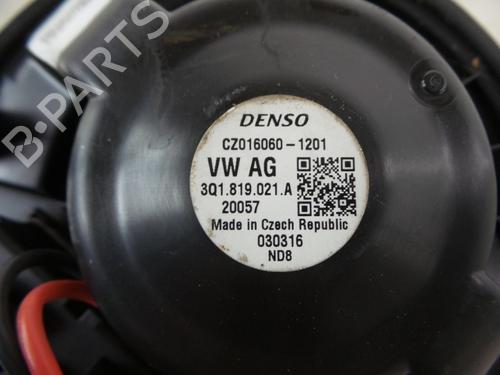 DENSO
CZ016060-1201
VW AG
3Q1.819.021.A
20057
Made in Czech Republic
030316
ND8
B-PARTS